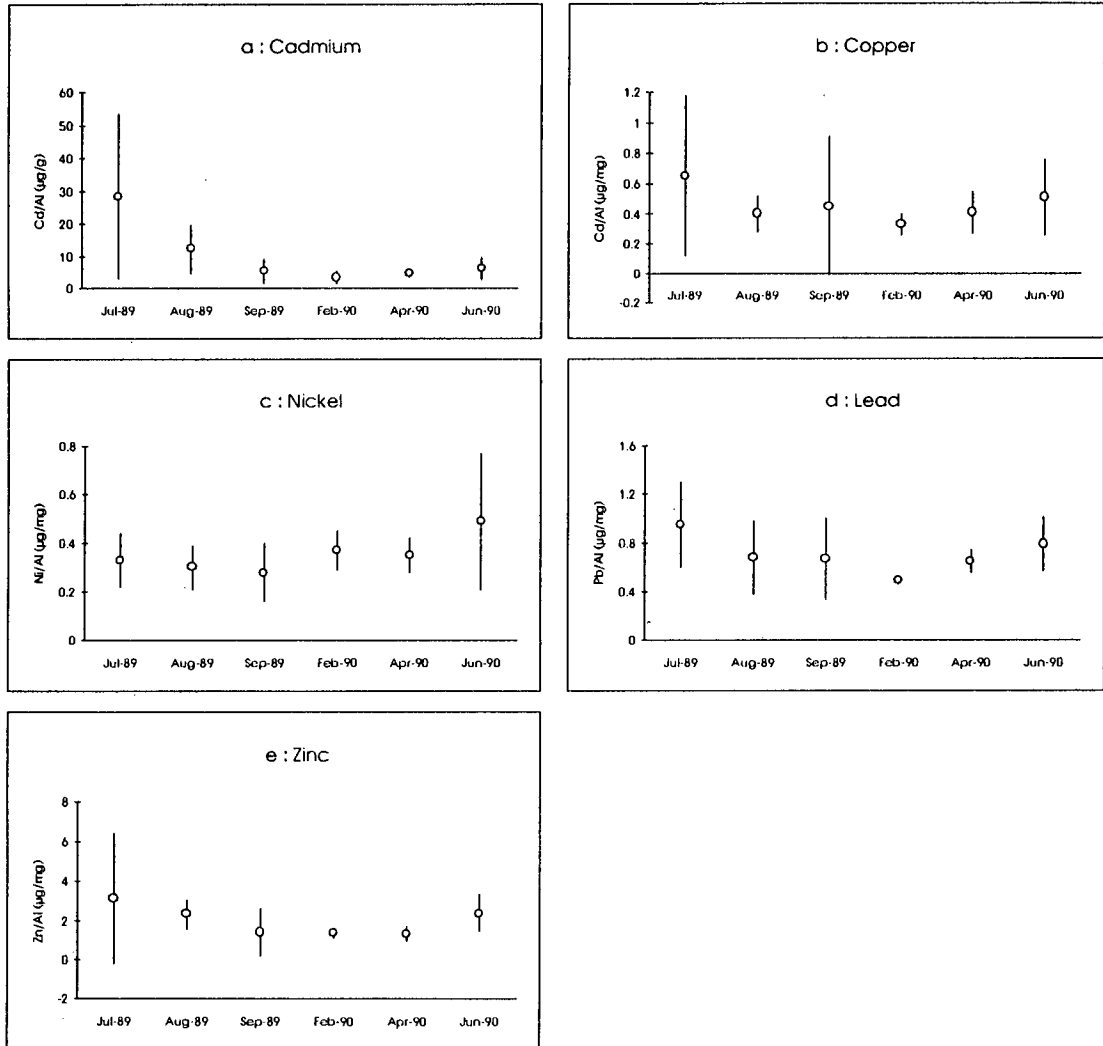 a : Cadmium
Cd/Al (µg/g)
60
50
40
30
20
10
0
Jul-89 Aug-89 Sep-89 Feb-90 Apr-90 Jun-90
b : Copper
Cd/Al (µg/mg)
1.2
1
0.8
0.6
0.4
0.2
0
-0.2
Jul-89 Aug-89 Sep-89 Feb-90 Apr-90 Jun-90
c : Nickel
Ni/Al (µg/mg)
0.8
0.6
0.4
0.2
0
Jul-89 Aug-89 Sep-89 Feb-90 Apr-90 Jun-90
d : Lead
Pb/Al (µg/mg)
1.6
1.2
0.8
0.4
0
Jul-89 Aug-89 Sep-89 Feb-90 Apr-90 Jun-90
e : Zinc
Zn/Al (µg/mg)
8
6
4
2
0
-2
Jul-89 Aug-89 Sep-89 Feb-90 Apr-90 Jun-90